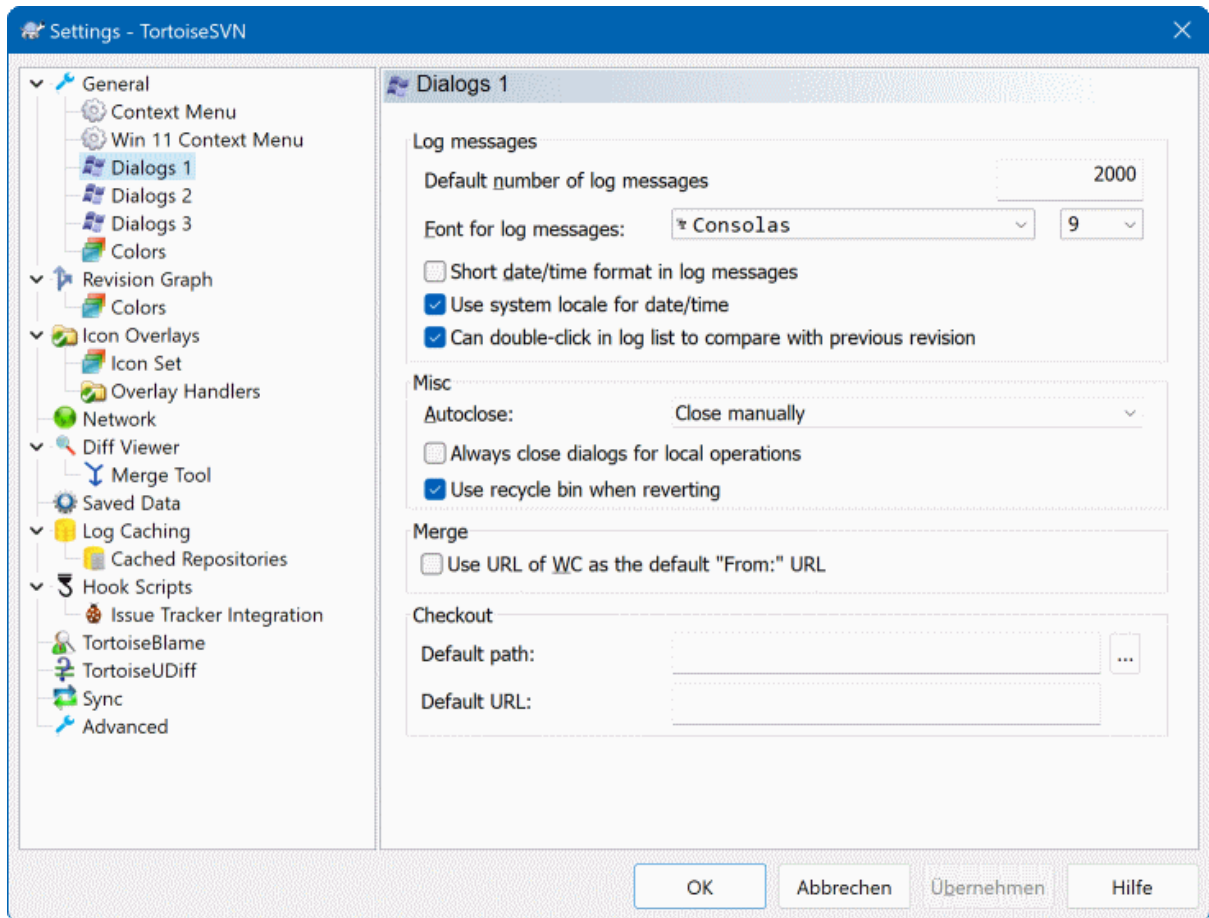 Settings - TortoiseSVN
General
Context Menu
Win 11 Context Menu
Dialogs 1
Dialogs 2
Dialogs 3
Colors
Revision Graph
Colors
Icon Overlays
Icon Set
Overlay Handlers
Network
Diff Viewer
Merge Tool
Saved Data
Log Caching
Cached Repositories
Hook Scripts
Issue Tracker Integration
TortoiseBlame
TortoiseUDiff
Sync
Advanced
Dialogs 1
Log messages
Default number of log messages 2000
Font for log messages: Consolas 9
Short date/time format in log messages
Use system locale for date/time
Can double-click in log list to compare with previous revision
Misc
Autoclose: Close manually
Always close dialogs for local operations
Use recycle bin when reverting
Merge
Use URL of WC as the default "From:" URL
Checkout
Default path: ...
Default URL:
OK Abbrechen Übernehmen Hilfe